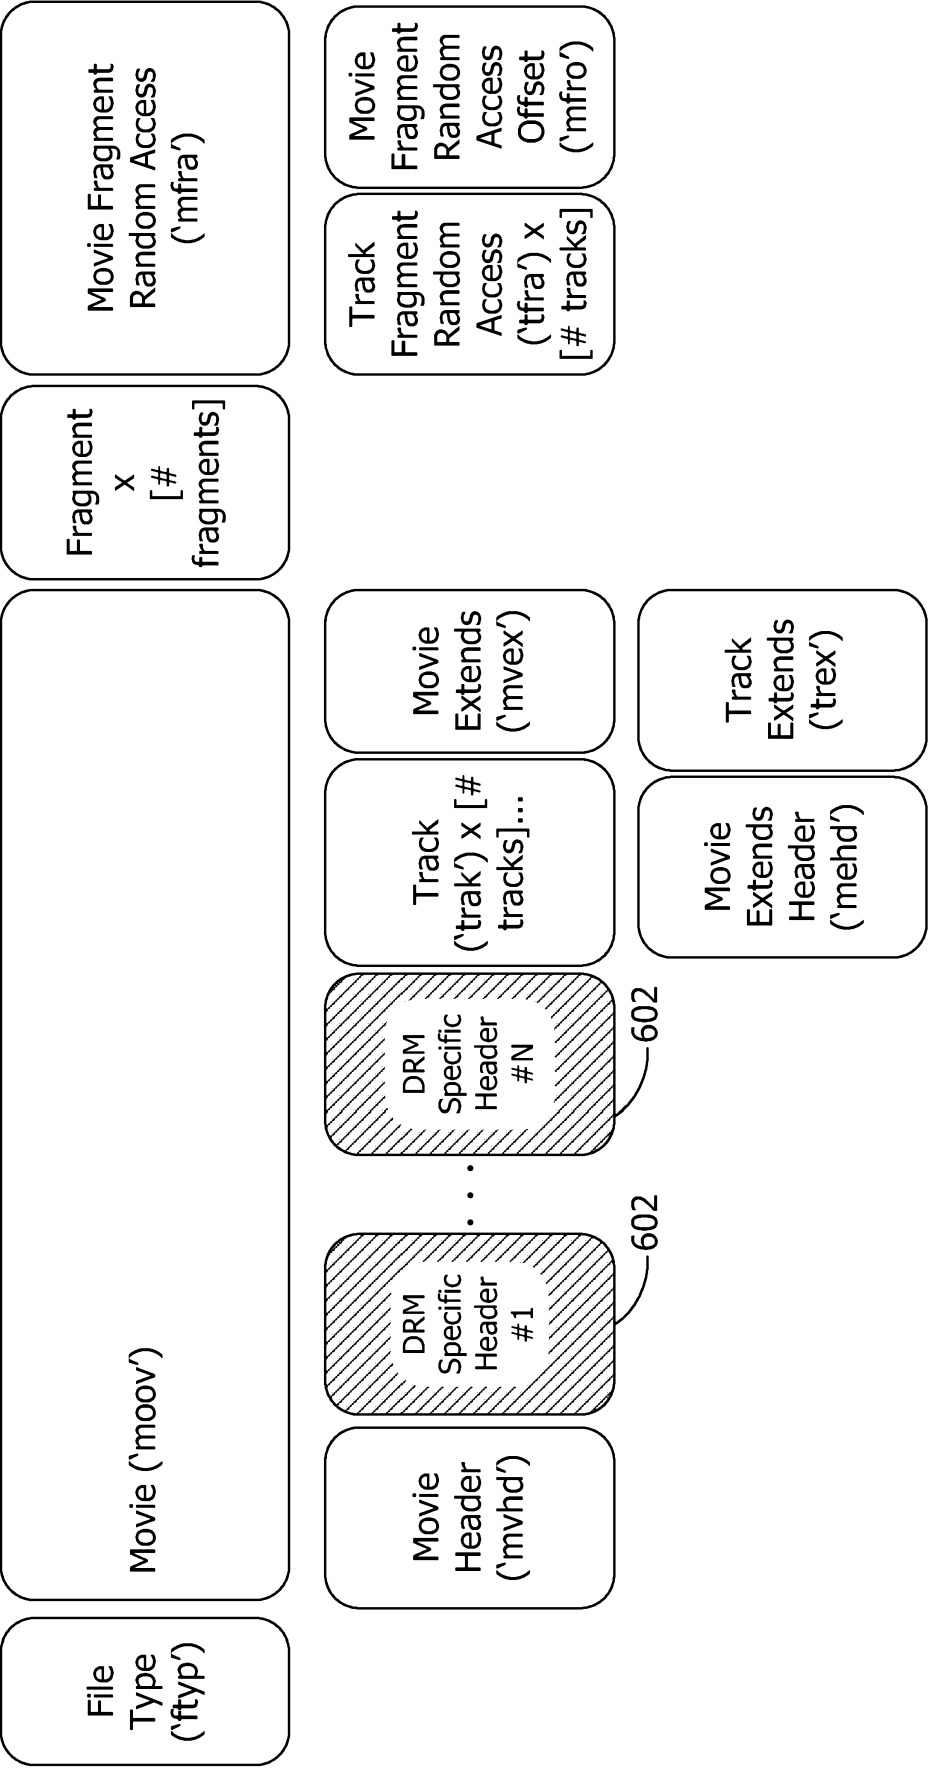 File
Type
(‘ftyp’)
Movie (‘moov’)
Fragment
x
[#
fragments]
Movie Fragment
Random Access
(‘mfra’)
Movie
Header
(‘mvhd’)
DRM
Specific
Header
#1
602
. . .
DRM
Specific
Header
#N
602
Track
(‘trak’) x [#
tracks]...
Movie
Extends
(‘mvex’)
Track
Fragment
Random
Access
(‘tfra’) x
[# tracks]
Movie
Fragment
Random
Access
Offset
(‘mfro’)
Movie
Extends
Header
(‘mehd’)
Track
Extends
(‘trex’)